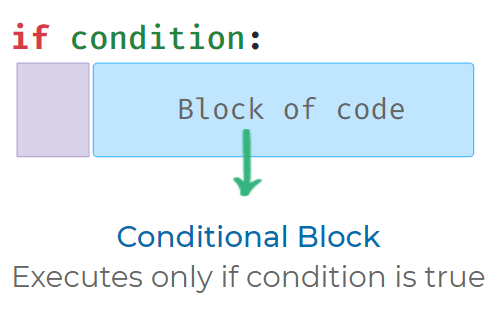 if condition:
Block of code
Conditional Block
Executes only if condition is true